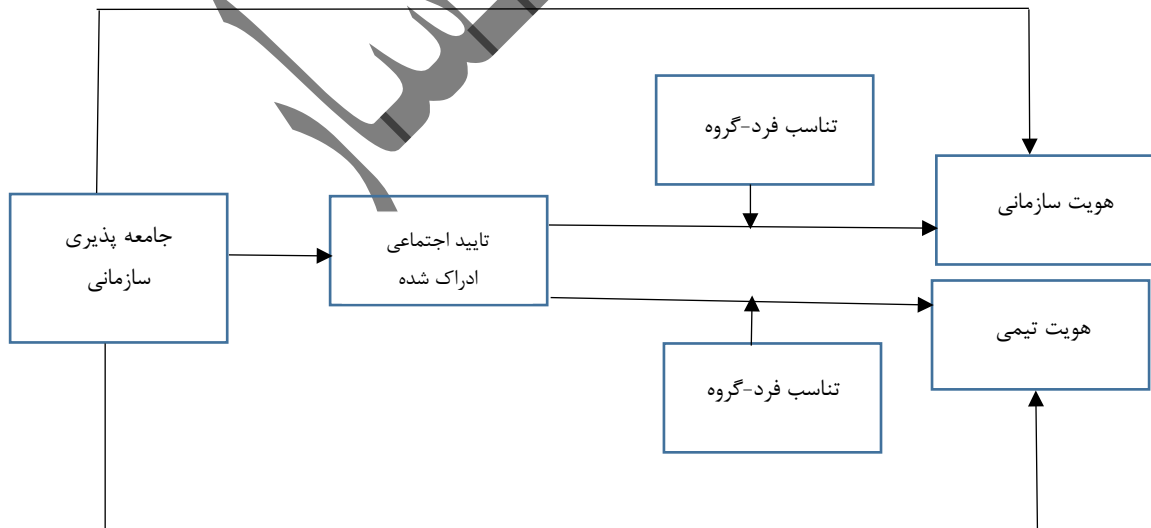 تناسب فرد-گروه
هویت سازمانی
جامعه پذیری
سازمانی
تایید اجتماعی
ادراک شده
هویت تیمی
تناسب فرد-گروه